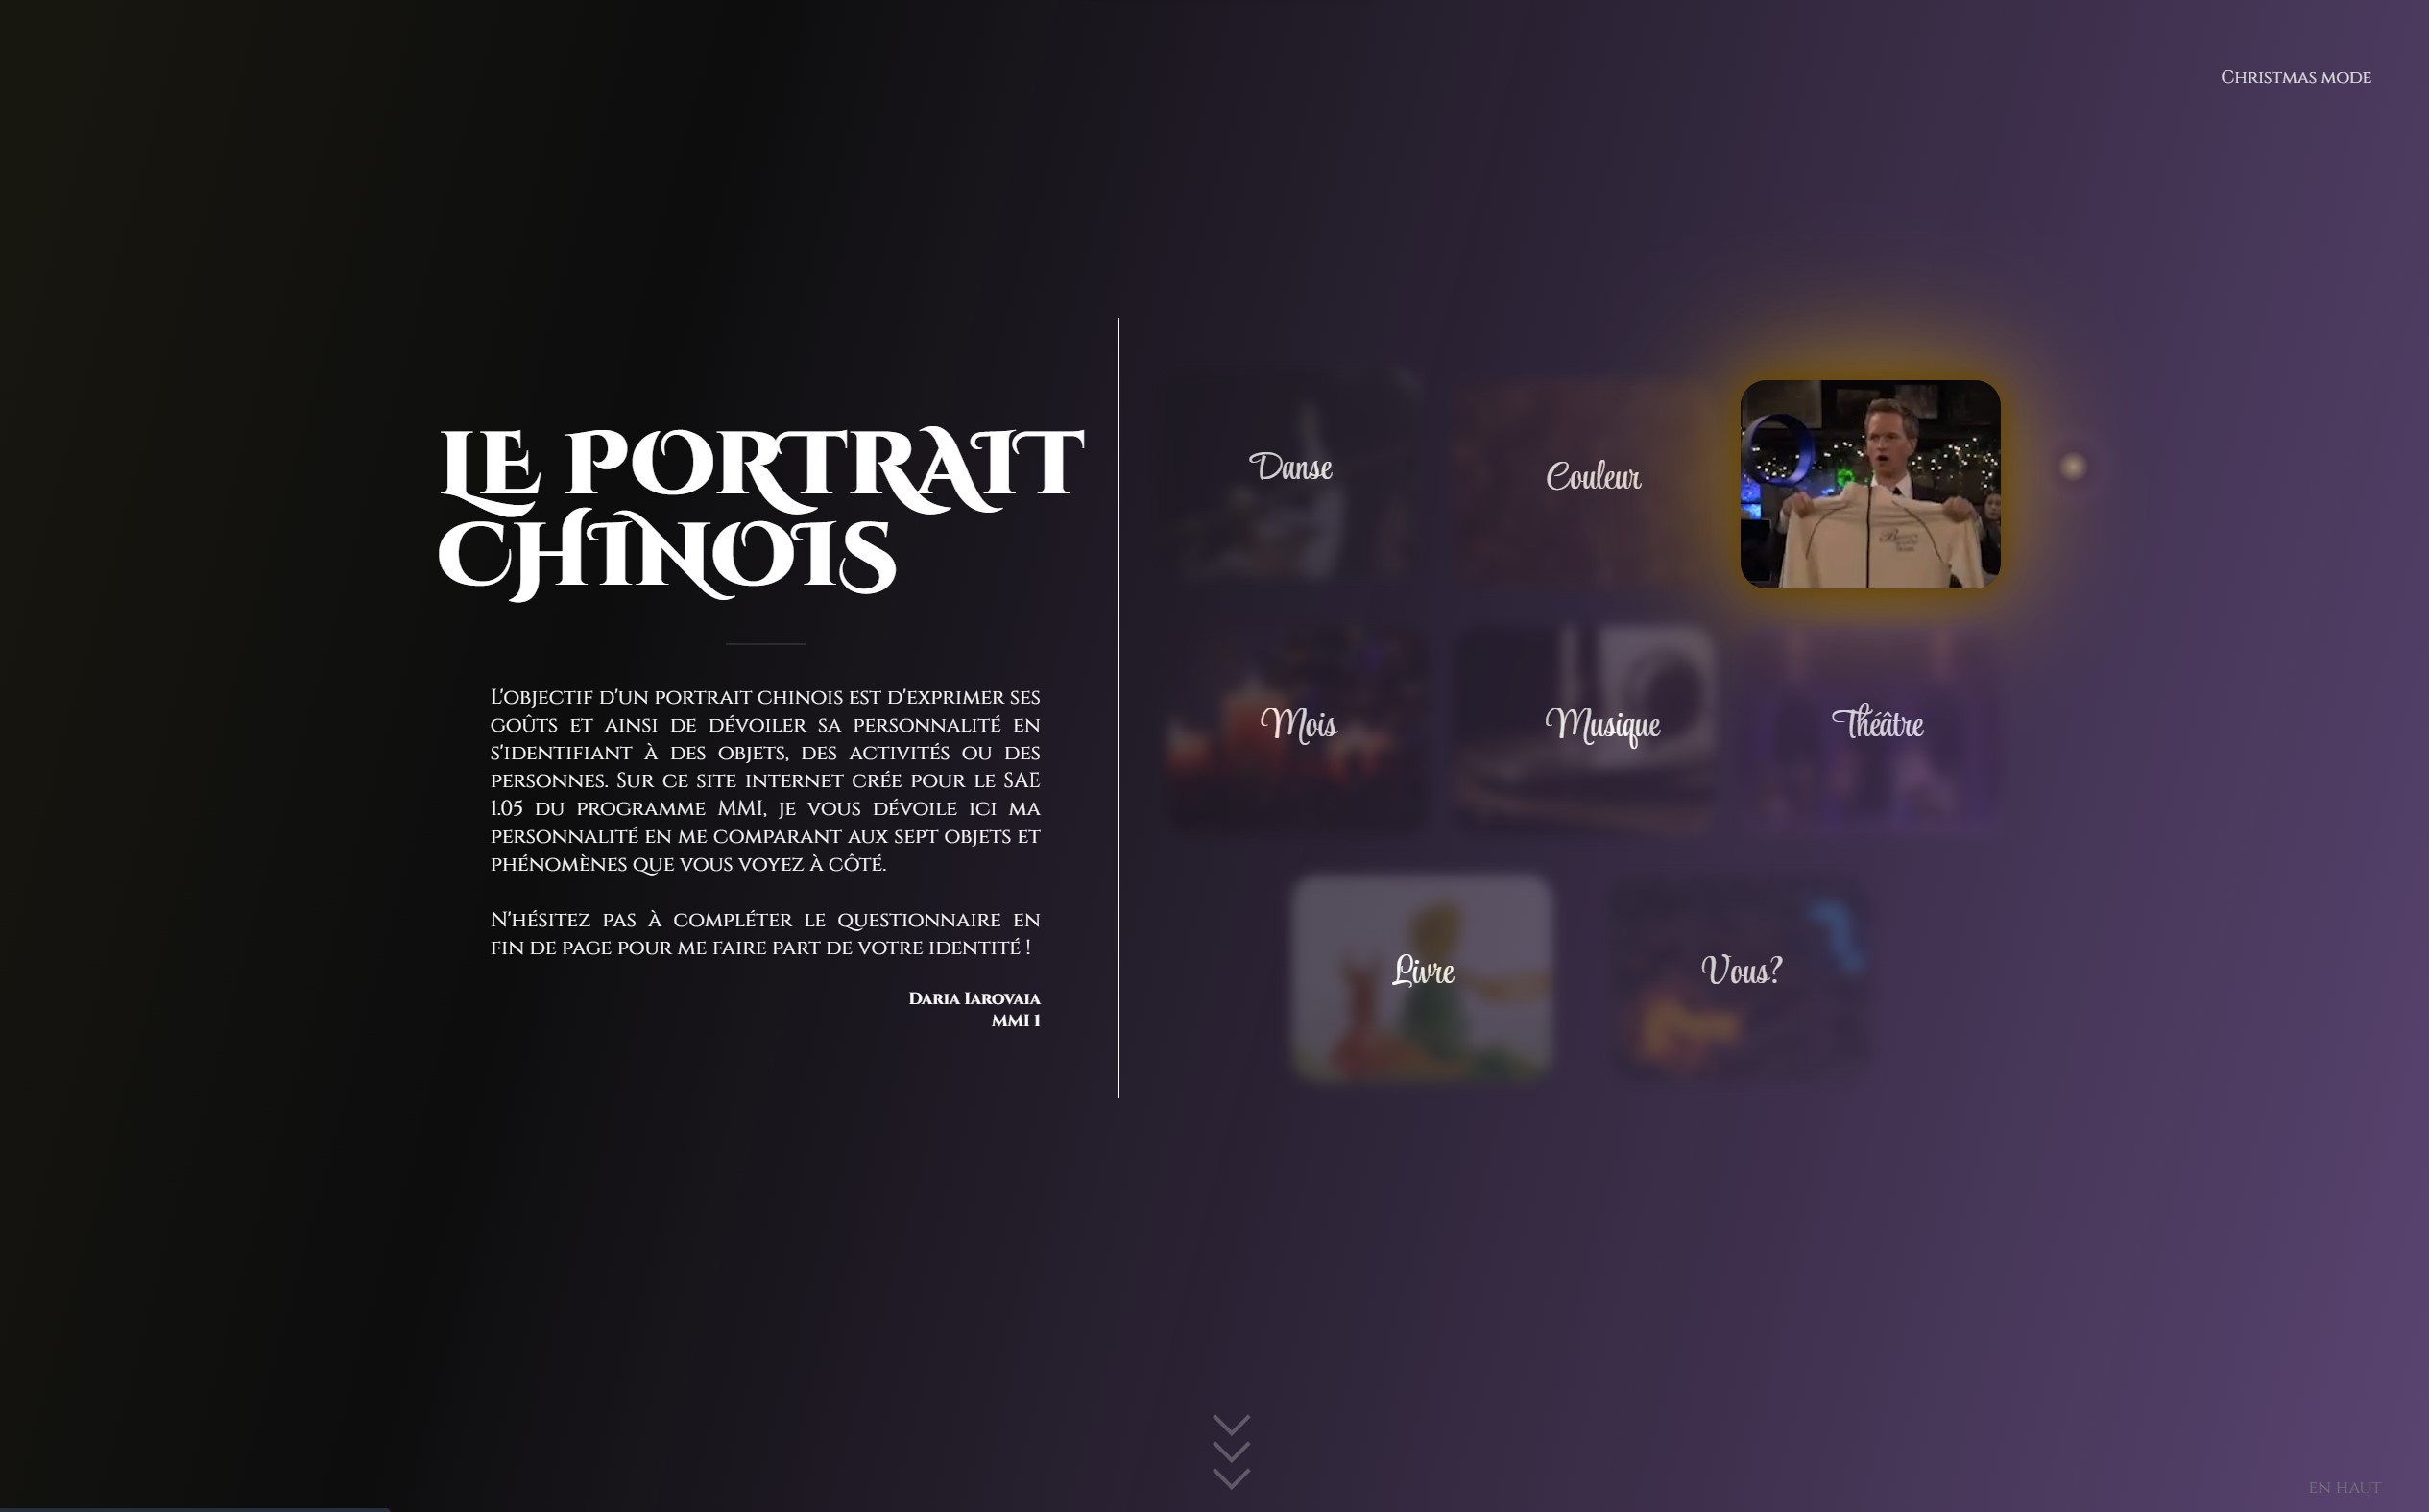 Christmas mode
LE PORTRAIT
CHINOIS
L'objectif d'un portrait chinois est d'exprimer ses
goûts et ainsi de dévoiler sa personnalité en
s'identifiant à des objets, des activités ou des
personnes. Sur ce site internet crée pour le SAE
1.05 du programme MMI, je vous dévoile ici ma
personnalité en me comparant aux sept objets et
phénomènes que vous voyez à côté.
N'hésitez pas à compléter le questionnaire en
fin de page pour me faire part de votre identité !
Daria Iarovaia
MMI 1
Danse
Couleur
Mois
Musique
Théâtre
Livre
Vous?
en haut